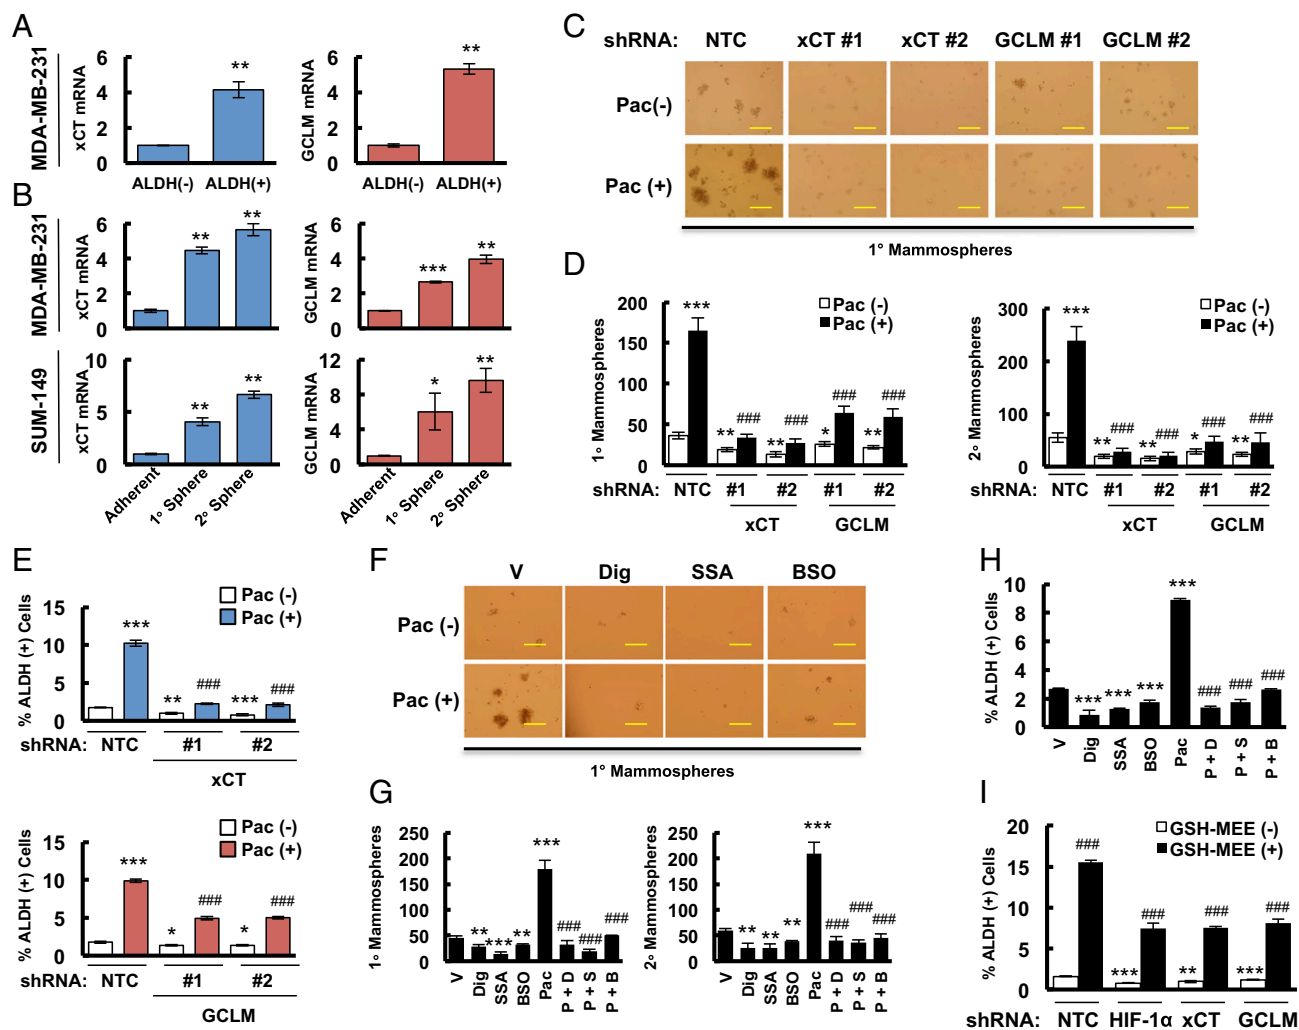 A
MDA-MB-231
xCT mRNA
6
4
2
0
**
ALDH(-) ALDH(+)
GCLM mRNA
6
4
2
0
**
ALDH(-) ALDH(+)
B
MDA-MB-231
xCT mRNA
6
4
2
0
** **
GCLM mRNA
6
4
2
0
*** **
SUM-149
xCT mRNA
10
5
0
** **
Adherent 1° Sphere 2° Sphere
GCLM mRNA
12
8
4
0
* **
Adherent 1° Sphere 2° Sphere
C
shRNA: NTC xCT #1 xCT #2 GCLM #1 GCLM #2
Pac(-)
Pac (+)
1° Mammospheres
D
1° Mammospheres
200
150
100
50
0
Pac (-)
Pac (+)
*** ** ### ** ### * ### ** ###
shRNA: NTC #1 #2 #1 #2
xCT GCLM
2° Mammospheres
300
200
100
0
Pac (-)
Pac (+)
*** ** ### ** ### * ### ** ###
NTC #1 #2 #1 #2
xCT GCLM
E
% ALDH (+) Cells
15
10
5
0
Pac (-)
Pac (+)
*** ** ### *** ###
shRNA: NTC #1 #2
xCT
% ALDH (+) Cells
15
10
5
0
Pac (-)
Pac (+)
*** * ### * ###
shRNA: NTC #1 #2
GCLM
F
V Dig SSA BSO
Pac (-)
Pac (+)
1° Mammospheres
G
1° Mammospheres
250
200
150
100
50
0
** *** ** *** ### ### ###
V Dig SSA BSO Pac P + D P + S P + B
2° Mammospheres
250
200
150
100
50
0
** ** ** *** ### ### ###
V Dig SSA BSO Pac P + D P + S P + B
H
% ALDH (+) Cells
10
8
6
4
2
0
*** *** *** *** ### ### ###
V Dig SSA BSO Pac P + D P + S P + B
I
% ALDH (+) Cells
20
15
10
5
0
GSH-MEE (-)
GSH-MEE (+)
### *** ### ** ### *** ###
shRNA: NTC HIF-1α xCT GCLM